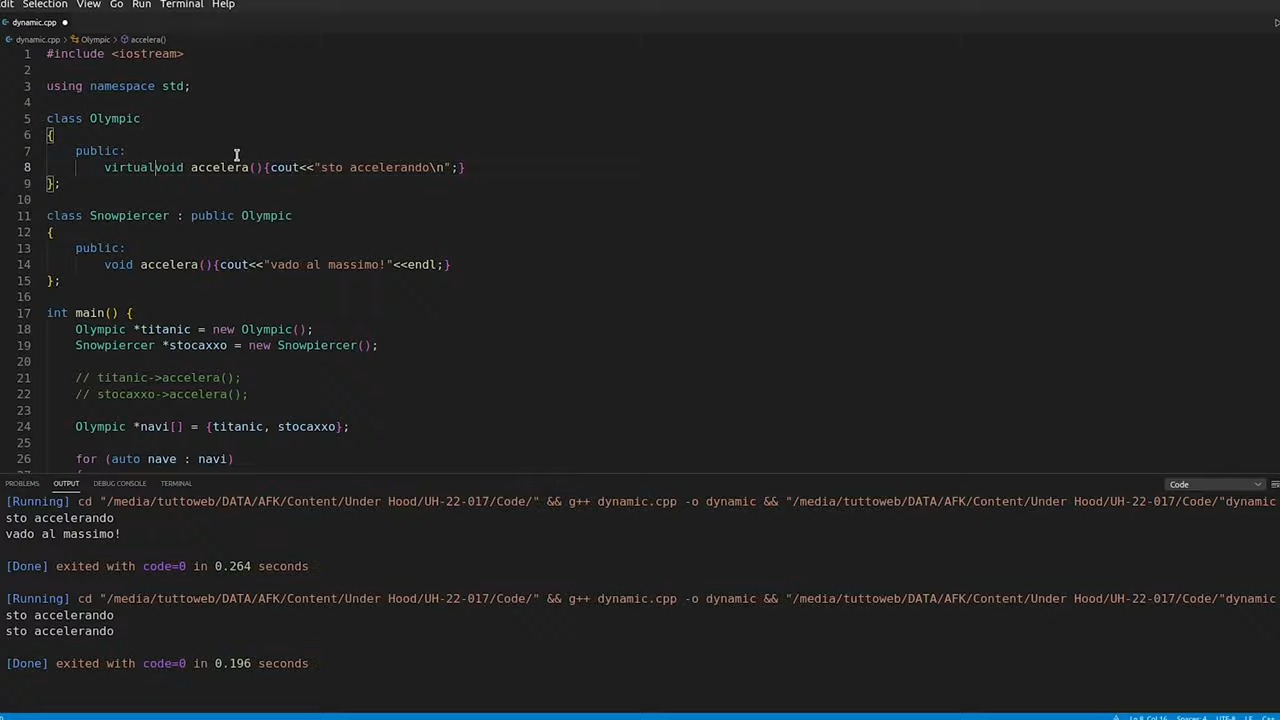 dit Selection View Go Run Terminal Help
dynamic.cpp
dynamic.cpp > Olympic > accelera()
1 #include <iostream>
2
3 using namespace std;
4
5 class Olympic
6 {
7 public:
8 virtualvoid accelera(){cout<<"sto accelerando\n";}
9 };
10
11 class Snowpiercer : public Olympic
12 {
13 public:
14 void accelera(){cout<<"vado al massimo!"<<endl;}
15 };
16
17 int main() {
18 Olympic *titanic = new Olympic();
19 Snowpiercer *stocaxxo = new Snowpiercer();
20
21 // titanic->accelera();
22 // stocaxxo->accelera();
23
24 Olympic *navi[] = {titanic, stocaxxo};
25
26 for (auto nave : navi)
PROBLEMS OUTPUT DEBUG CONSOLE TERMINAL Code
[Running] cd "/media/tuttoweb/DATA/AFK/Content/Under Hood/UH-22-017/Code/" && g++ dynamic.cpp -o dynamic && "/media/tuttoweb/DATA/AFK/Content/Under Hood/UH-22-017/Code/"dynamic
sto accelerando
vado al massimo!
[Done] exited with code=0 in 0.264 seconds
[Running] cd "/media/tuttoweb/DATA/AFK/Content/Under Hood/UH-22-017/Code/" && g++ dynamic.cpp -o dynamic && "/media/tuttoweb/DATA/AFK/Content/Under Hood/UH-22-017/Code/"dynamic
sto accelerando
sto accelerando
[Done] exited with code=0 in 0.196 seconds